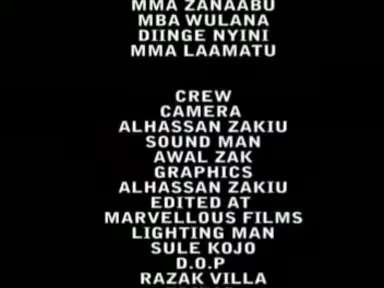 MMA ZANAABU
MBA WULANA
DIINGE NYINI
MMA LAAMATU
CREW
CAMERA
ALHASSAN ZAKIU
SOUND MAN
AWAL ZAK
GRAPHICS
ALHASSAN ZAKIU
EDITED AT
MARVELLOUS FILMS
LIGHTING MAN
SULE KOJO
D.O.P
RAZAK VILLA